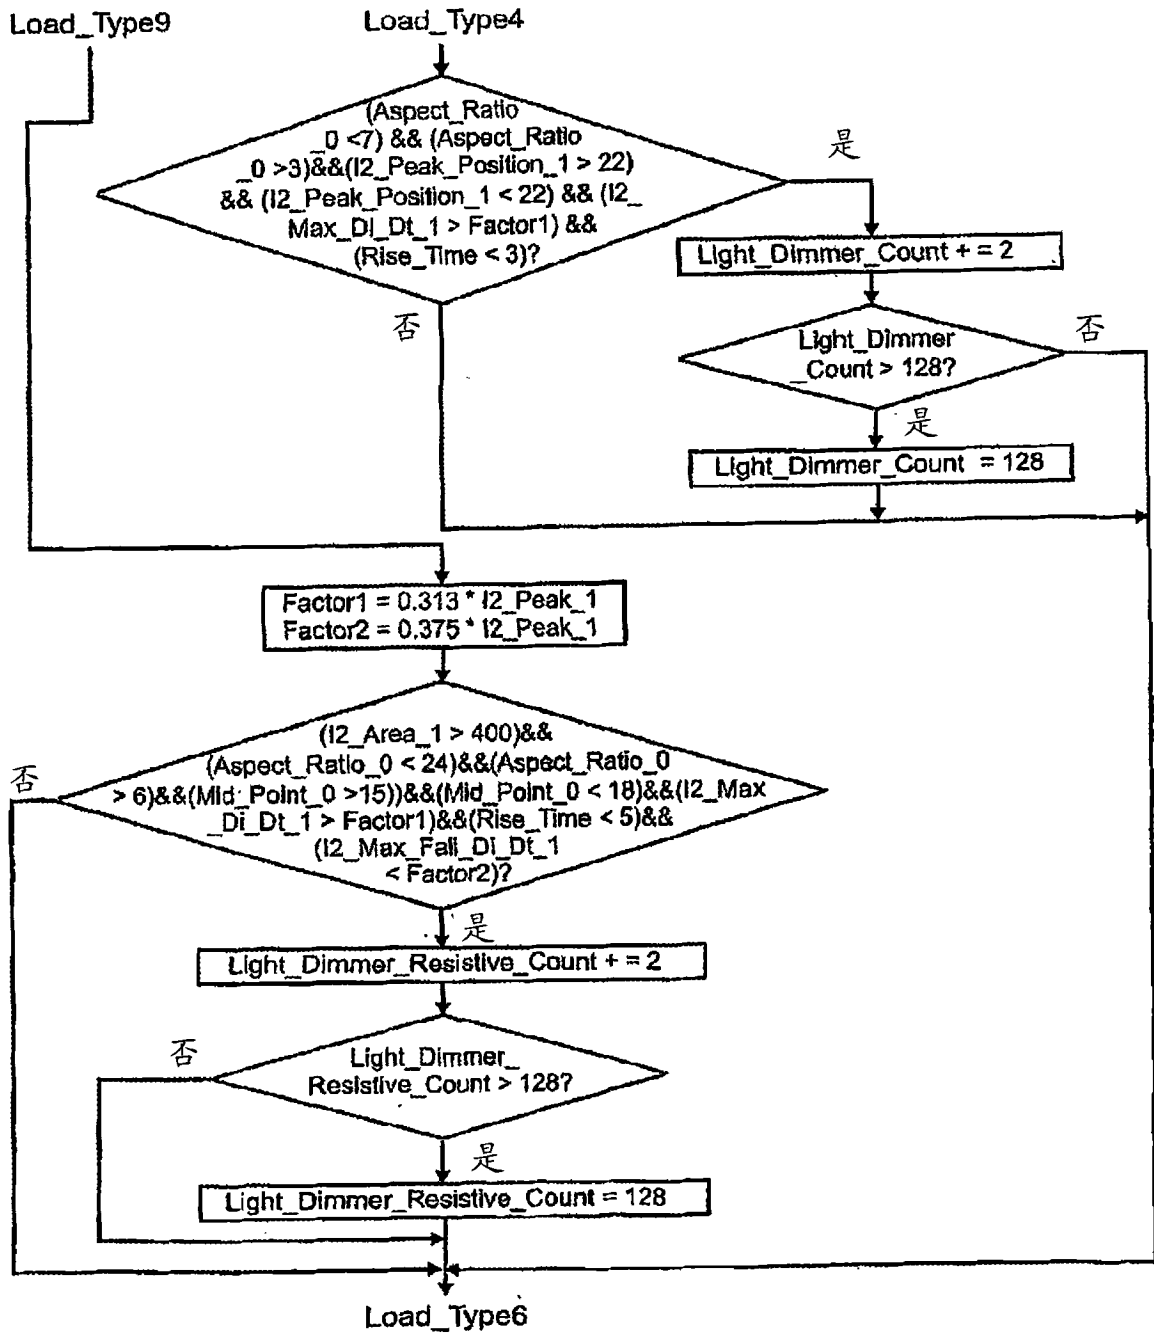 Load_Type9
Load_Type4
(Aspect_Ratio
_0 <7) && (Aspect_Ratio
_0 >3)&&(I2_Peak_Position_1 > 22)
&& (I2_Peak_Position_1 < 22) && (I2_
Max_Di_Dt_1 > Factor1) &&
(Rise_Time < 3)?
是
Light_Dimmer_Count + = 2
否
Light_Dimmer
_Count > 128?
否
是
Light_Dimmer_Count = 128
Factor1 = 0.313 * I2_Peak_1
Factor2 = 0.375 * I2_Peak_1
(I2_Area_1 > 400)&&
(Aspect_Ratio_0 < 24)&&(Aspect_Ratio_0
> 6)&&(Mid_Point_0 >15))&&(Mid_Point_0 < 18)&&(I2_Max
_Di_Dt_1 > Factor1)&&(Rise_Time < 5)&&
(I2_Max_Fall_Di_Dt_1
< Factor2)?
否
是
Light_Dimmer_Resistive_Count + = 2
否
Light_Dimmer_
Resistive_Count > 128?
是
Light_Dimmer_Resistive_Count = 128
Load_Type6